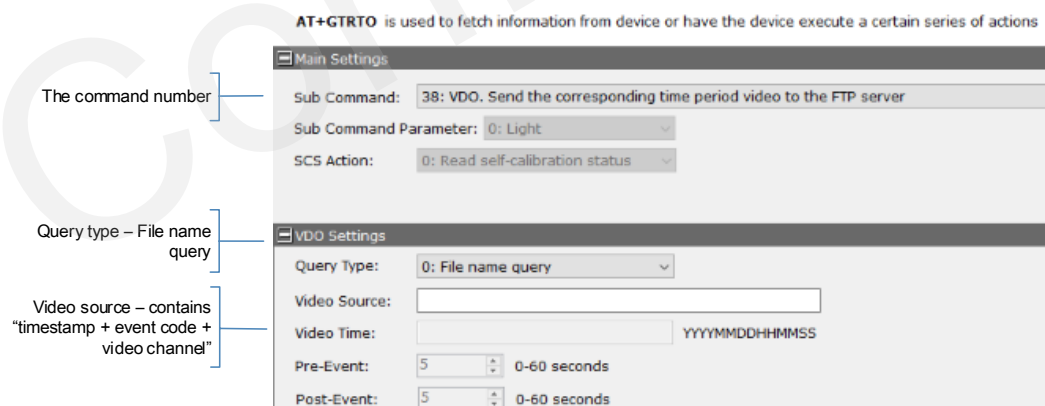 AT+GTRTO is used to fetch information from device or have the device execute a certain series of actions
Main Settings
The command number
Sub Command: 38: VDO. Send the corresponding time period video to the FTP server
Sub Command Parameter: 0: Light
SCS Action: 0: Read self-calibration status
Query type – File name
query
VDO Settings
Query Type: 0: File name query
Video source – contains
“timestamp + event code +
video channel”
Video Source:
Video Time: YYYYMMDDHHMMSS
Pre-Event: 5 0-60 seconds
Post-Event: 5 0-60 seconds